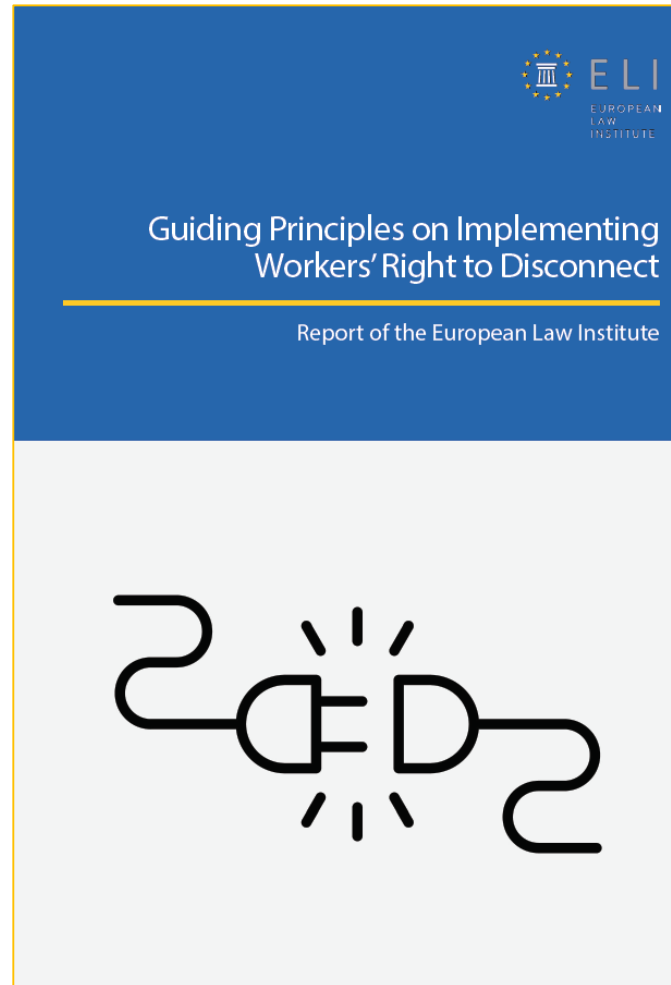 ELI
EUROPEAN
LAW
INSTITUTE
Guiding Principles on Implementing
Workers' Right to Disconnect
Report of the European Law Institute